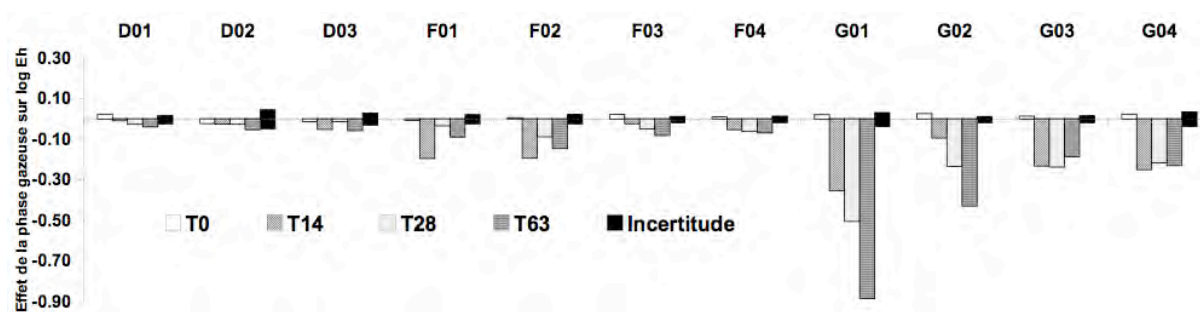 D01 D02 D03 F01 F02 F03 F04 G01 G02 G03 G04
Effet de la phase gazeuse sur log Eh
0.30
0.10
-0.10
-0.30
-0.50
-0.70
-0.90
T0 T14 T28 T63 Incertitude